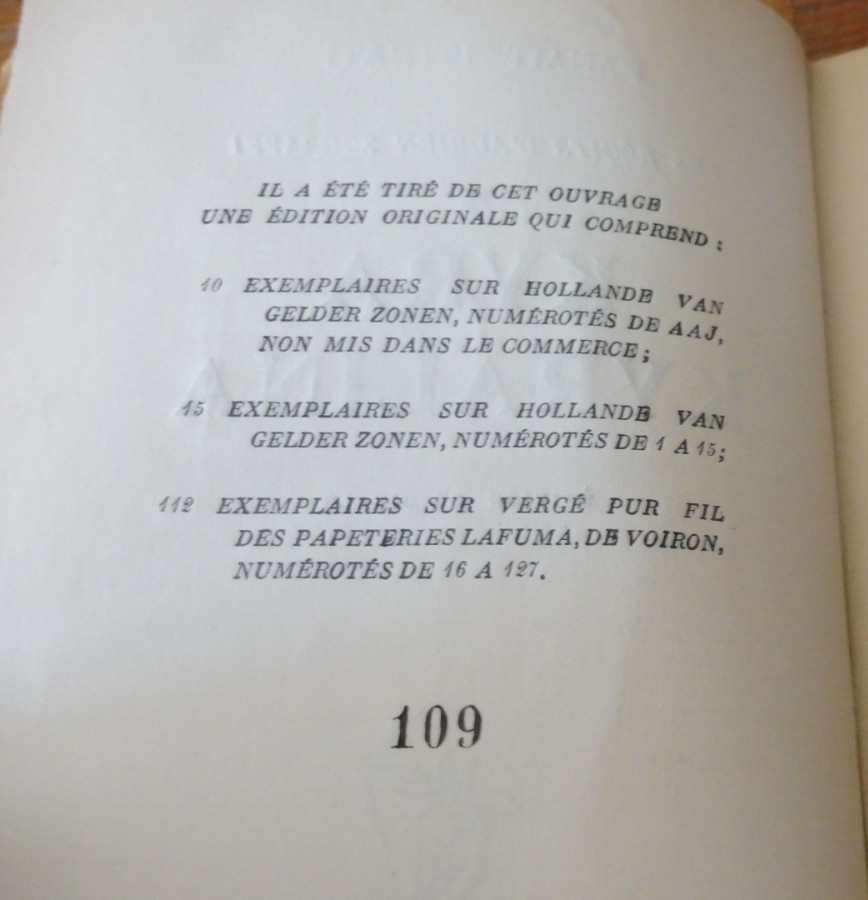 IL A ÉTÉ TIRÉ DE CET OUVRAGE
UNE ÉDITION ORIGINALE QUI COMPREND :
10 EXEMPLAIRES SUR HOLLANDE VAN
GELDER ZONEN, NUMÉROTÉS DE A A J,
NON MIS DANS LE COMMERCE ;
15 EXEMPLAIRES SUR HOLLANDE VAN
GELDER ZONEN, NUMÉROTÉS DE 1 A 15;
112 EXEMPLAIRES SUR VERGÉ PUR FIL
DES PAPETERIES LAFUMA, DE VOIRON,
NUMÉROTÉS DE 16 A 127.
109